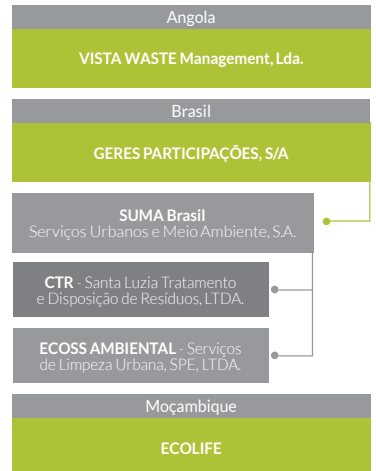 Angola
VISTA WASTE Management, Lda.
Brasil
GERES PARTICIPAÇÕES, S/A
SUMA Brasil
Serviços Urbanos e Meio Ambiente, S.A.
CTR - Santa Luzia Tratamento
e Disposição de Resíduos, LTDA.
ECOSS AMBIENTAL - Serviços
de Limpeza Urbana, SPE, LTDA.
Moçambique
ECOLIFE